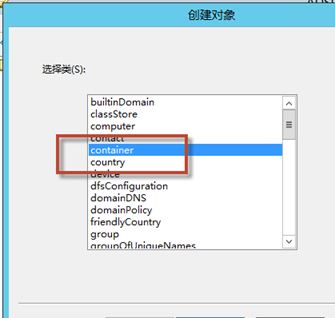 创建对象
选择类(S):
builtinDomain
classStore
computer
contact
container
country
device
dfsConfiguration
domainDNS
domainPolicy
friendlyCountry
group
groupOfUniqueNames